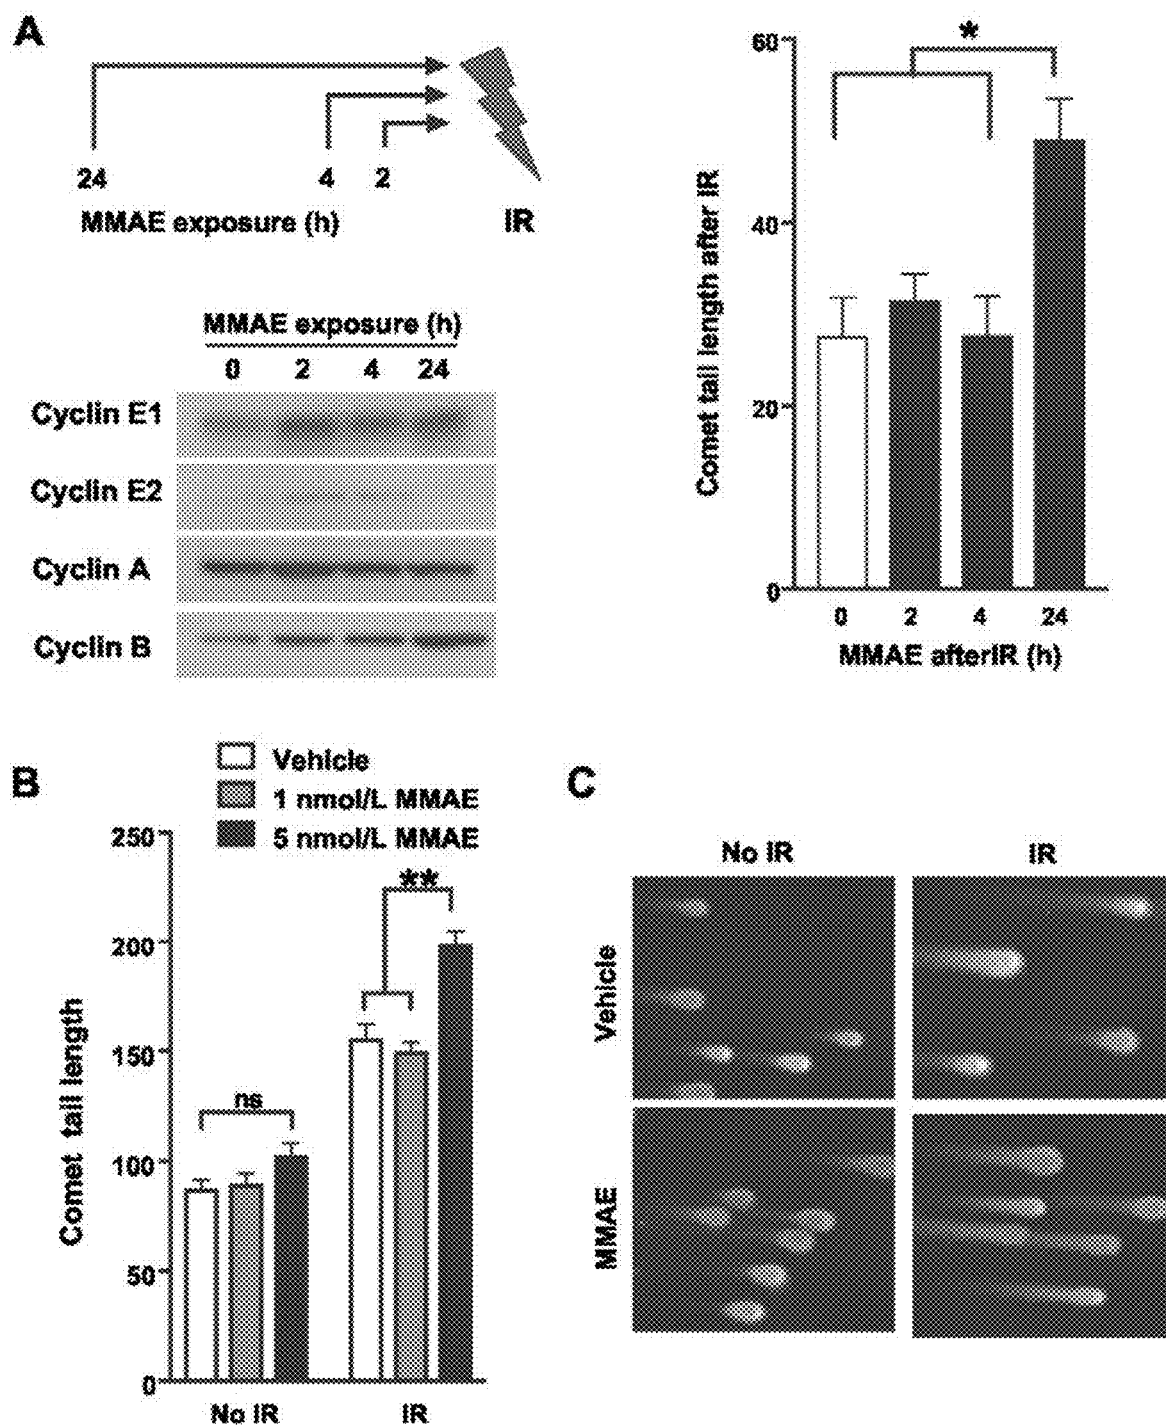 A
24
4
2
MMAE exposure (h)
IR
MMAE exposure (h)
0 2 4 24
Cyclin E1
Cyclin E2
Cyclin A
Cyclin B
*
60
40
20
0
Comet tail length after IR
0 2 4 24
MMAE afterIR (h)
B
Vehicle
1 nmol/L MMAE
5 nmol/L MMAE
250
200
150
100
50
0
Comet tail length
ns
**
No IR
IR
C
No IR
IR
Vehicle
MMAE